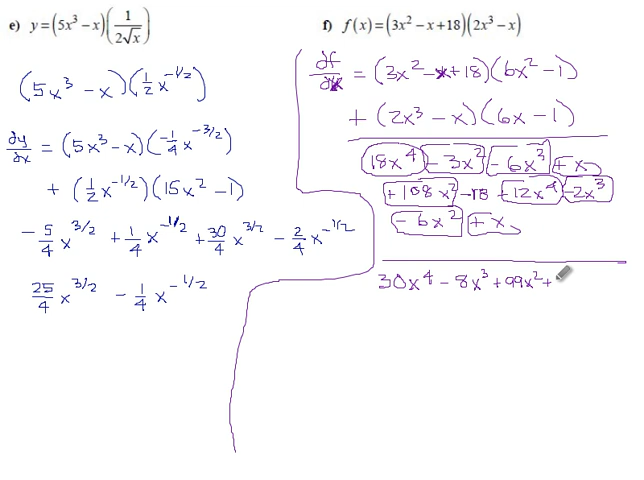 e) y=(5x³−x)(1/(2√x))
(5x³ − x)(1/2 x^(−1/2))
dy/dx = (5x³−x)(−1/4 x^(−3/2))
+ (1/2 x^(−1/2))(15x² −1)
−5/4 x^(3/2) + 1/4 x^(−1/2) + 30/4 x^(3/2) − 2/4 x^(−1/2)
25/4 x^(3/2) − 1/4 x^(−1/2)
f) f(x)=(3x²−x+18)(2x³−x)
df/dx = (3x² −x+18)(6x² −1)
+ (2x³ −x)(6x −1)
18x⁴ −3x² −6x³ +x
+108x² −18 +12x⁴ −2x³
−6x² +x
30x⁴ − 8x³ + 99x² +